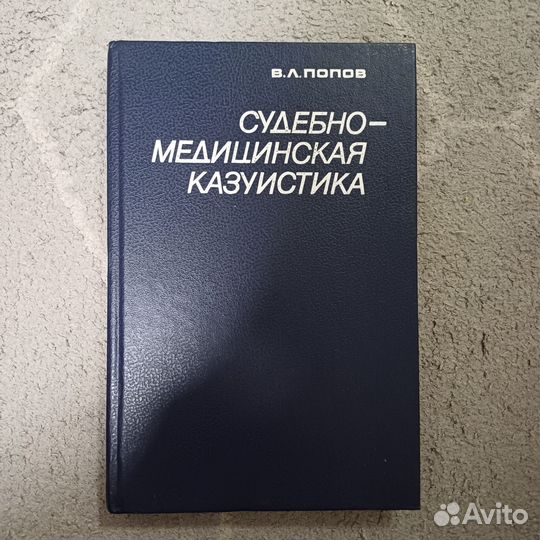 В.Л.ПОПОВ
СУДЕБНО-
МЕДИЦИНСКАЯ
КАЗУИСТИКА
Avito